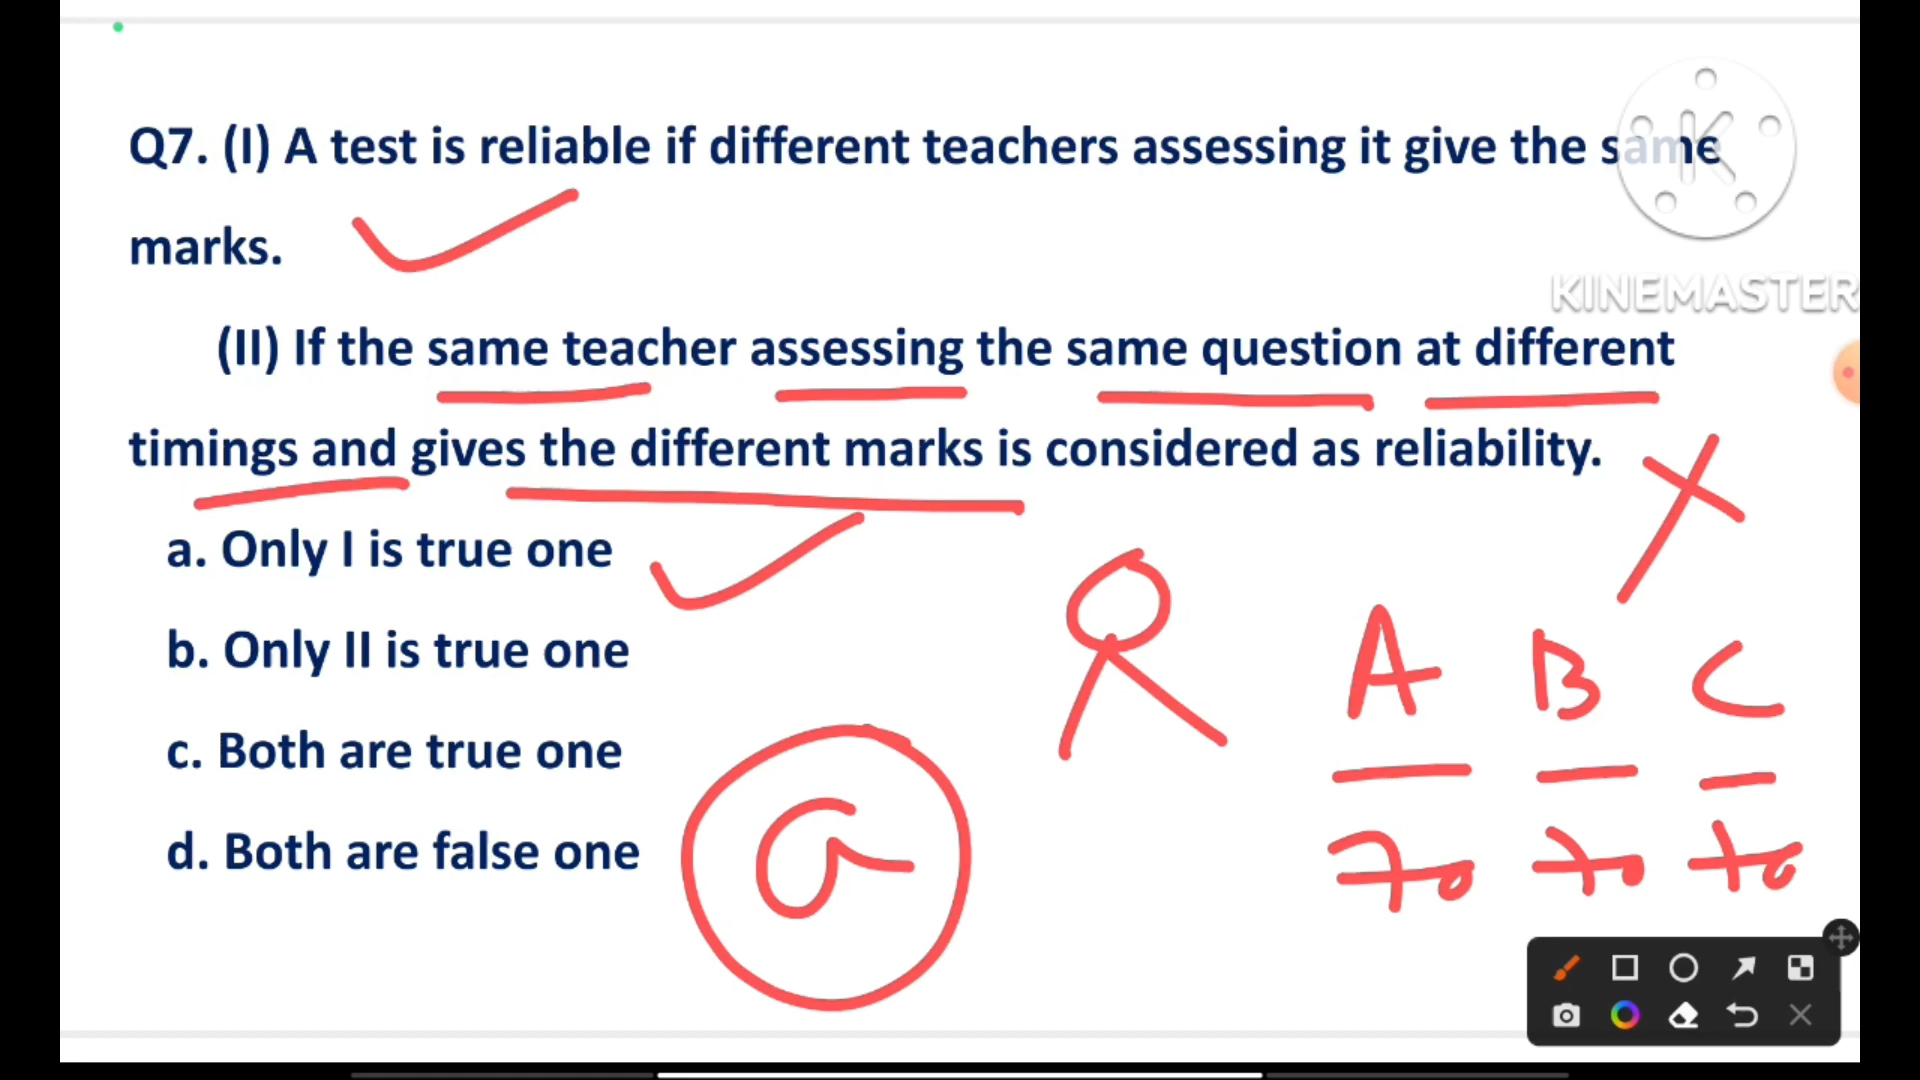 Q7. (I) A test is reliable if different teachers assessing it give the same
marks.
KINEMASTER
(II) If the same teacher assessing the same question at different
timings and gives the different marks is considered as reliability.
a. Only I is true one
b. Only II is true one
c. Both are true one
d. Both are false one
a
A B C
70 70 70